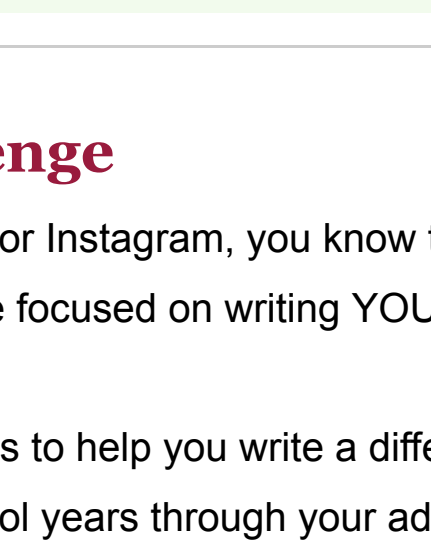 enge
or Instagram, you know
focused on writing YOU
s to help you write a diffe
ol years through your ad